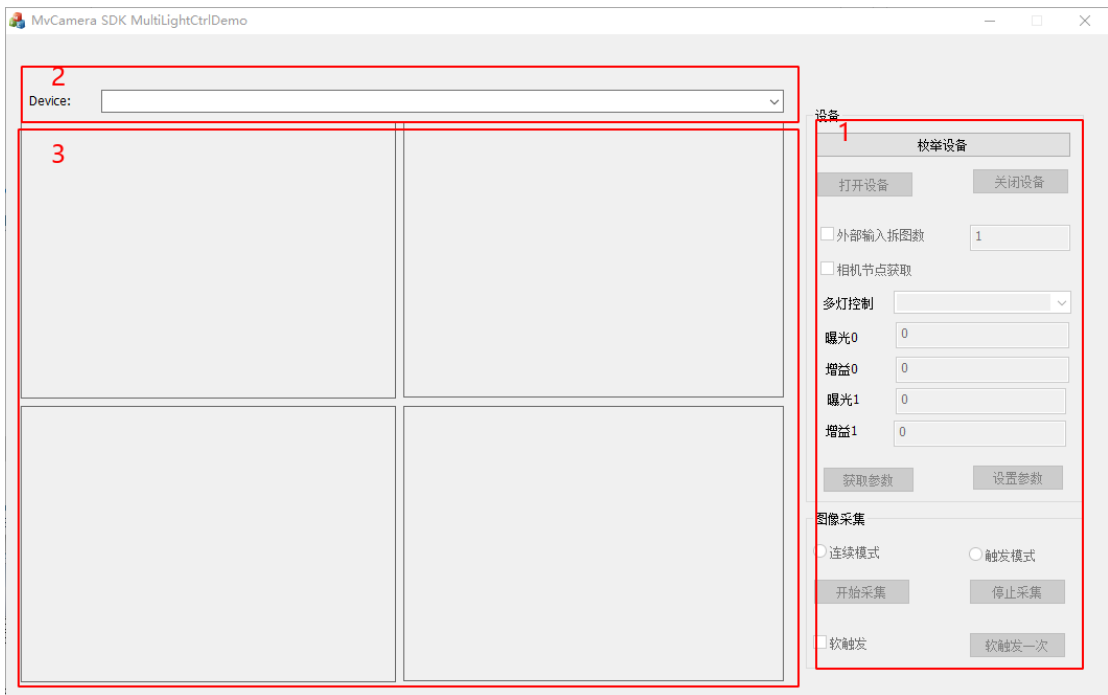 MvCamera SDK MultiLightCtrlDemo
2
Device:
3
设备
1
枚举设备
打开设备 关闭设备
外部输入拆图数 1
相机节点获取
多灯控制
曝光0 0
增益0 0
曝光1 0
增益1 0
获取参数 设置参数
图像采集
连续模式 触发模式
开始采集 停止采集
软触发 软触发一次